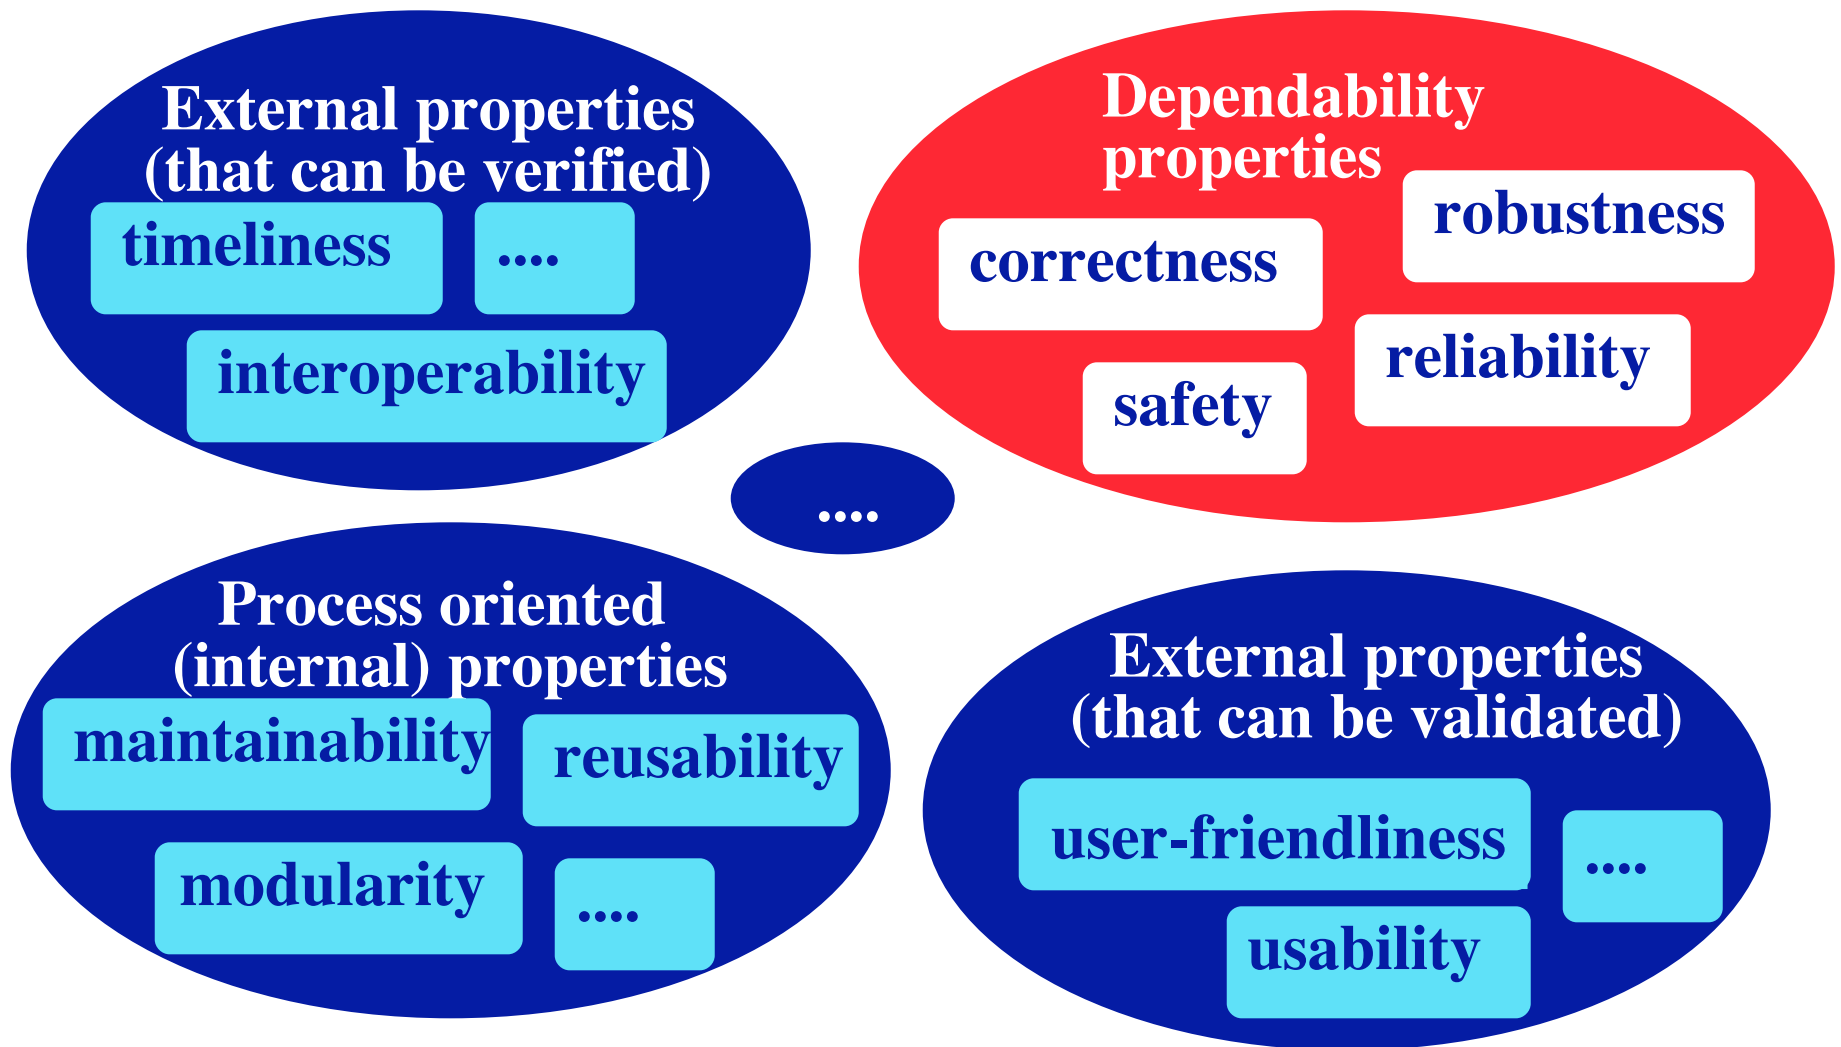 External properties
(that can be verified)
timeliness
....
interoperability
Dependability
properties
robustness
correctness
reliability
safety
....
Process oriented
(internal) properties
maintainability
reusability
modularity
....
External properties
(that can be validated)
user-friendliness
....
usability